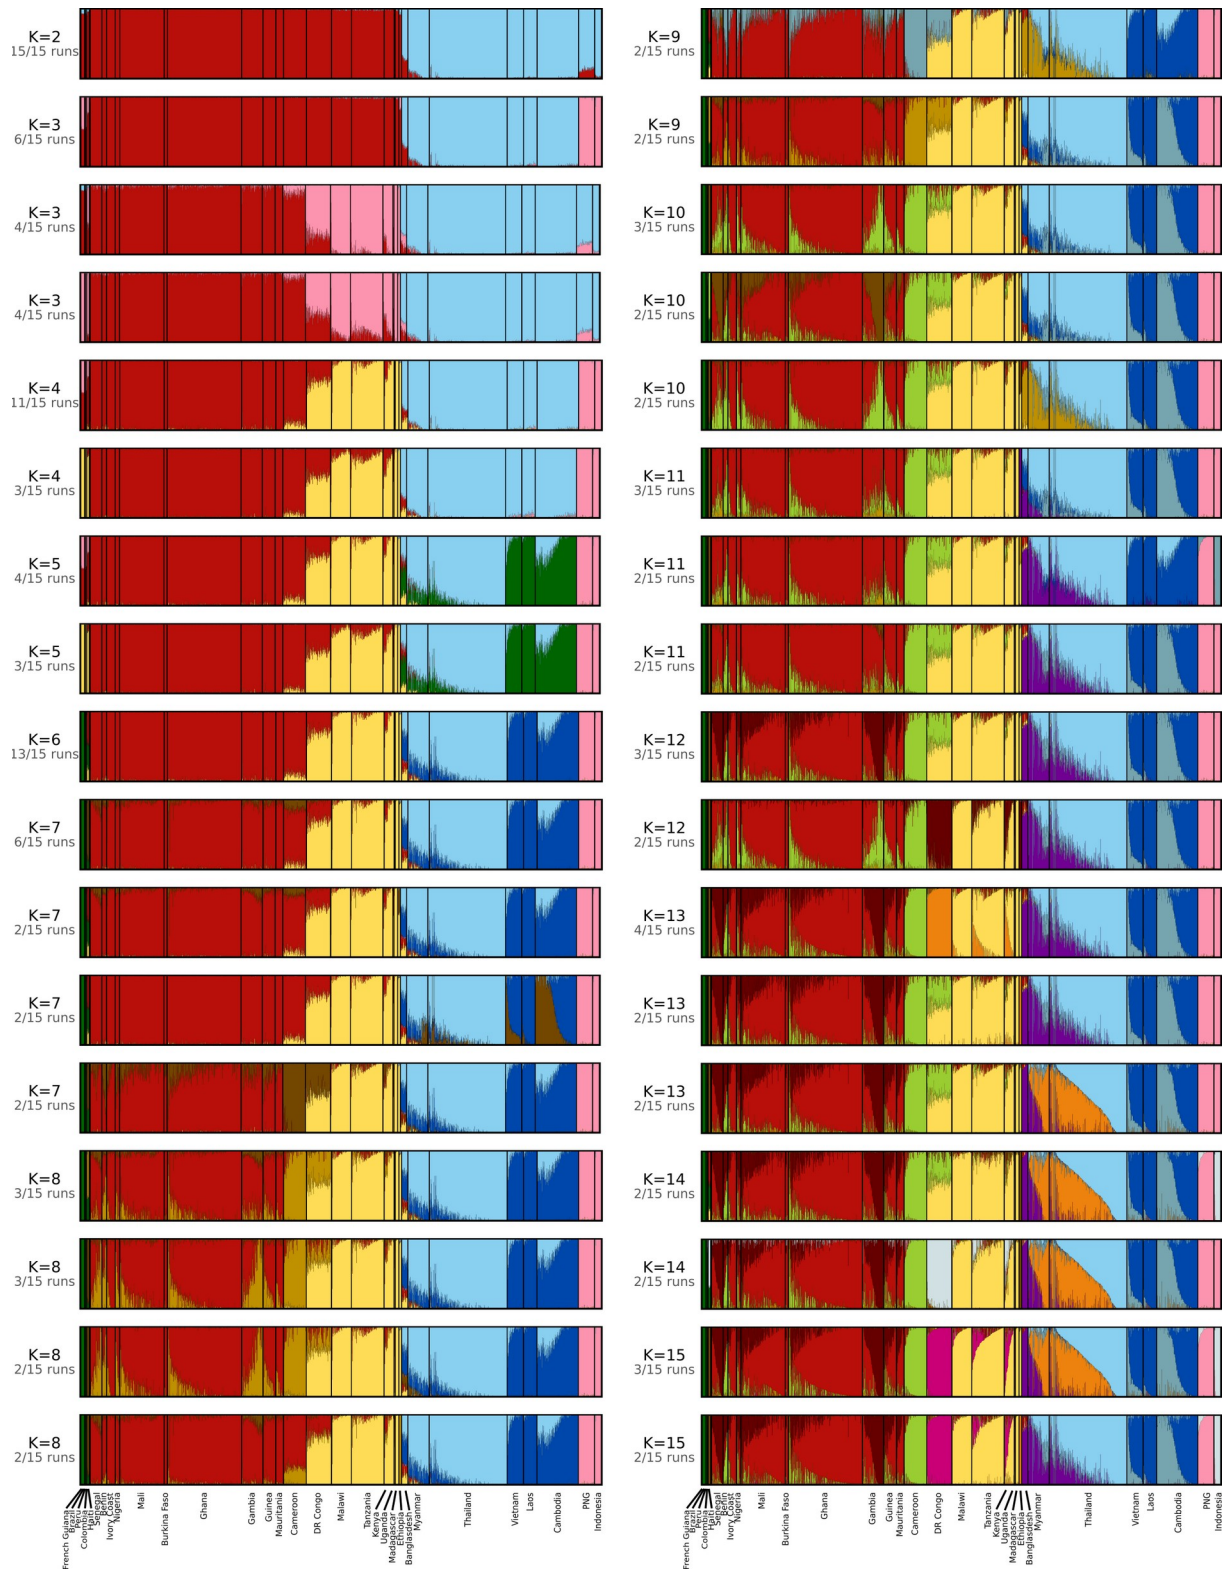 K=2
15/15 runs
K=3
6/15 runs
K=3
4/15 runs
K=3
4/15 runs
K=4
11/15 runs
K=4
3/15 runs
K=5
4/15 runs
K=5
3/15 runs
K=6
13/15 runs
K=7
6/15 runs
K=7
2/15 runs
K=7
2/15 runs
K=7
2/15 runs
K=8
3/15 runs
K=8
3/15 runs
K=8
2/15 runs
K=8
2/15 runs
French Guiana
Brazil
Peru
Colombia
Haiti
Senegal
Benin
Ivory Coast
Nigeria
Mali
Burkina Faso
Ghana
Gambia
Guinea
Mauritania
Cameroon
DR Congo
Malawi
Tanzania
Kenya
Uganda
Madagascar
Ethiopia
Banglasdesh
Myanmar
Thailand
Vietnam
Laos
Cambodia
PNG
Indonesia
K=9
2/15 runs
K=9
2/15 runs
K=10
3/15 runs
K=10
2/15 runs
K=10
2/15 runs
K=11
3/15 runs
K=11
2/15 runs
K=11
2/15 runs
K=12
3/15 runs
K=12
2/15 runs
K=13
4/15 runs
K=13
2/15 runs
K=13
2/15 runs
K=14
2/15 runs
K=14
2/15 runs
K=15
3/15 runs
K=15
2/15 runs
French Guiana
Brazil
Peru
Colombia
Haiti
Senegal
Benin
Ivory Coast
Nigeria
Mali
Burkina Faso
Ghana
Gambia
Guinea
Mauritania
Cameroon
DR Congo
Malawi
Tanzania
Kenya
Uganda
Madagascar
Ethiopia
Bangladesh
Myanmar
Thailand
Vietnam
Laos
Cambodia
PNG
Indonesia